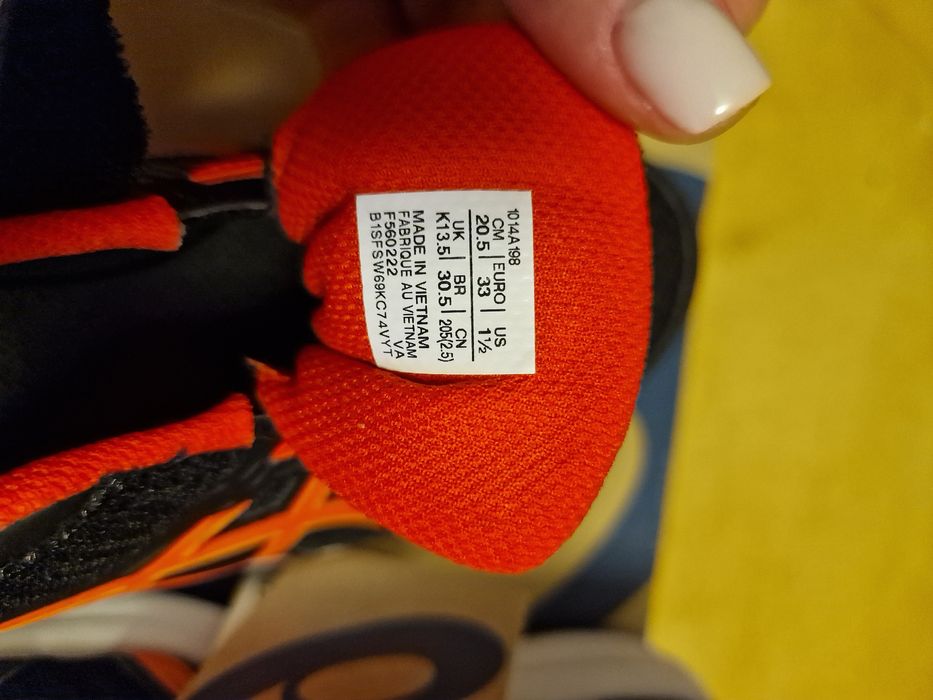 1014A198
CM | EURO | US
20.5 | 33 | 1½
UK | BR | CN
K13.5 | 30.5 | 205(2.5)
MADE IN VIETNAM
FABRIQUE AU VIETNAM
F560222 VA
B1SFSW69KC74VYT